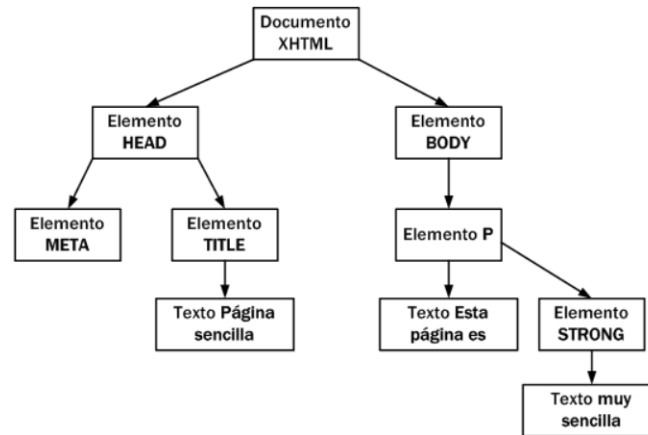 Documento
XHTML
Elemento
HEAD
Elemento
BODY
Elemento
META
Elemento
TITLE
Elemento P
Texto Página
sencilla
Texto Esta
página es
Elemento
STRONG
Texto muy
sencilla